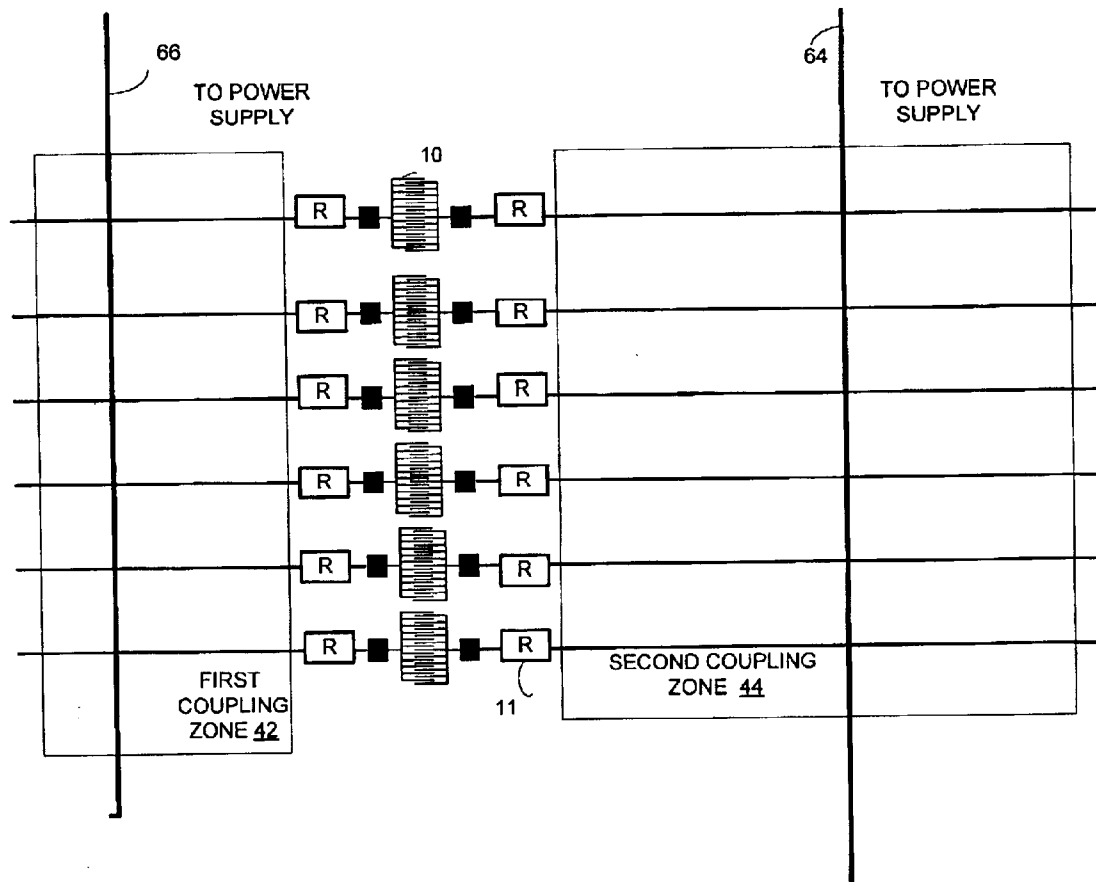 66
64
TO POWER
SUPPLY
TO POWER
SUPPLY
10
R R
R R
R R
R R
R R
R R
11
FIRST
COUPLING
ZONE 42
SECOND COUPLING
ZONE 44